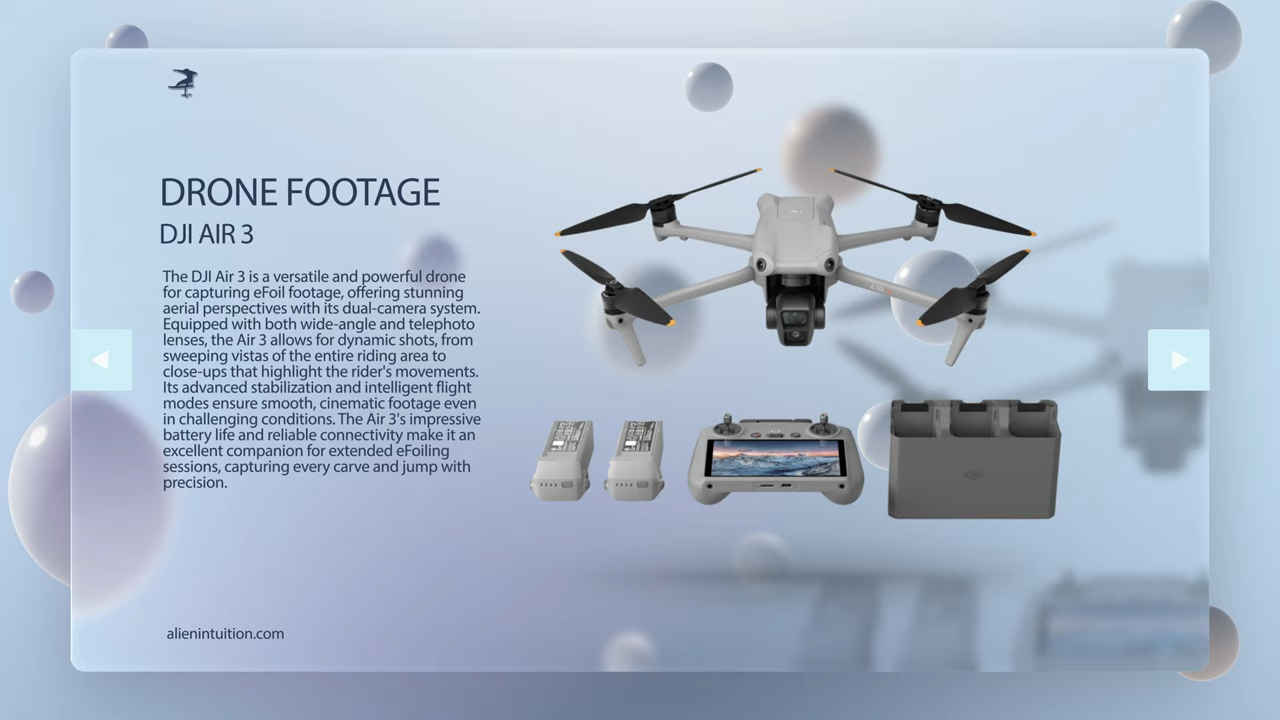 DRONE FOOTAGE
DJI AIR 3
The DJI Air 3 is a versatile and powerful drone
for capturing eFoil footage, offering stunning
aerial perspectives with its dual-camera system.
Equipped with both wide-angle and telephoto
lenses, the Air 3 allows for dynamic shots, from
sweeping vistas of the entire riding area to
close-ups that highlight the rider's movements.
Its advanced stabilization and intelligent flight
modes ensure smooth, cinematic footage even
in challenging conditions. The Air 3's impressive
battery life and reliable connectivity make it an
excellent companion for extended eFoiling
sessions, capturing every carve and jump with
precision.
AIR
dji
alienintuition.com